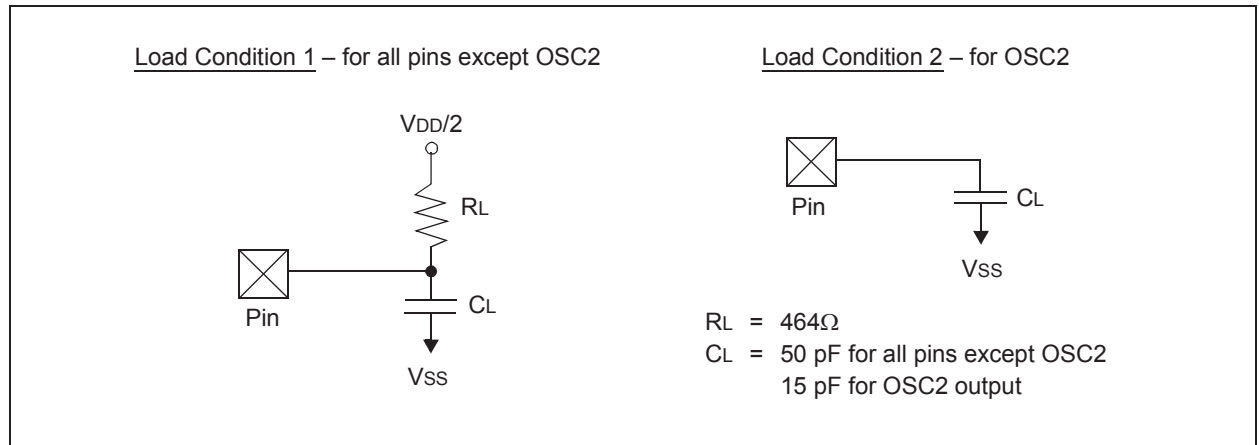 Load Condition 1 – for all pins except OSC2
VDD/2
RL
Pin
CL
VSS
Load Condition 2 – for OSC2
Pin
CL
VSS
RL = 464Ω
CL = 50 pF for all pins except OSC2
15 pF for OSC2 output